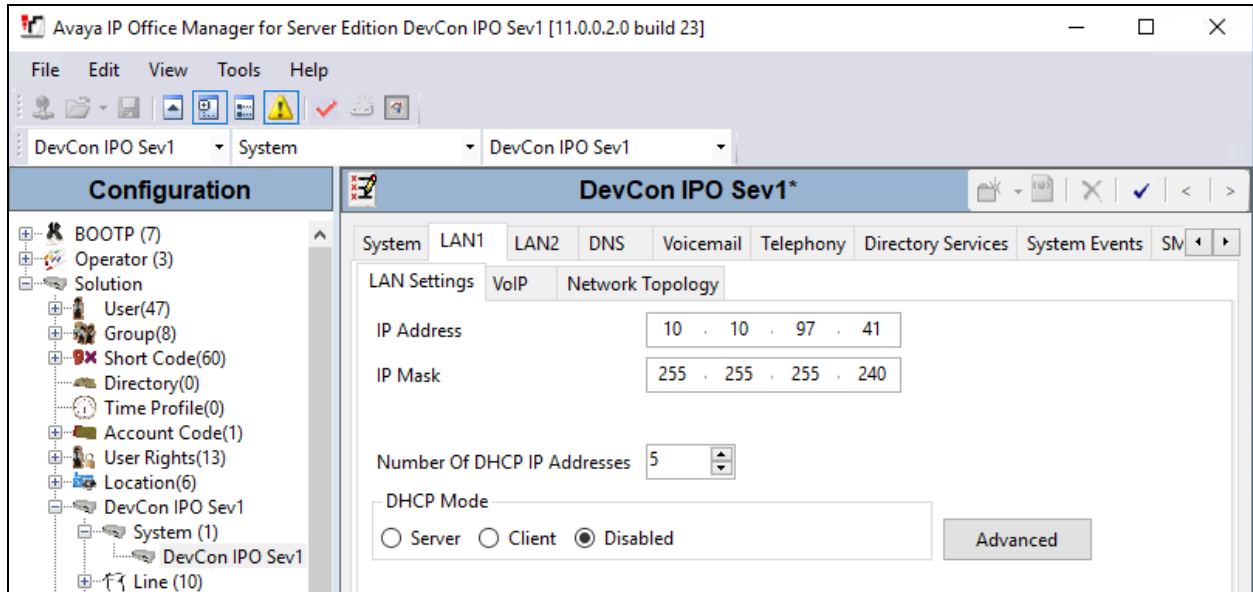 Avaya IP Office Manager for Server Edition DevCon IPO Sev1 [11.0.0.2.0 build 23]
File Edit View Tools Help
DevCon IPO Sev1 System DevCon IPO Sev1
Configuration
BOOTP (7)
Operator (3)
Solution
User(47)
Group(8)
Short Code(60)
Directory(0)
Time Profile(0)
Account Code(1)
User Rights(13)
Location(6)
DevCon IPO Sev1
System (1)
DevCon IPO Sev1
Line (10)
DevCon IPO Sev1*
System LAN1 LAN2 DNS Voicemail Telephony Directory Services System Events SM
LAN Settings VoIP Network Topology
IP Address 10 . 10 . 97 . 41
IP Mask 255 . 255 . 255 . 240
Number Of DHCP IP Addresses 5
DHCP Mode
Server Client Disabled
Advanced